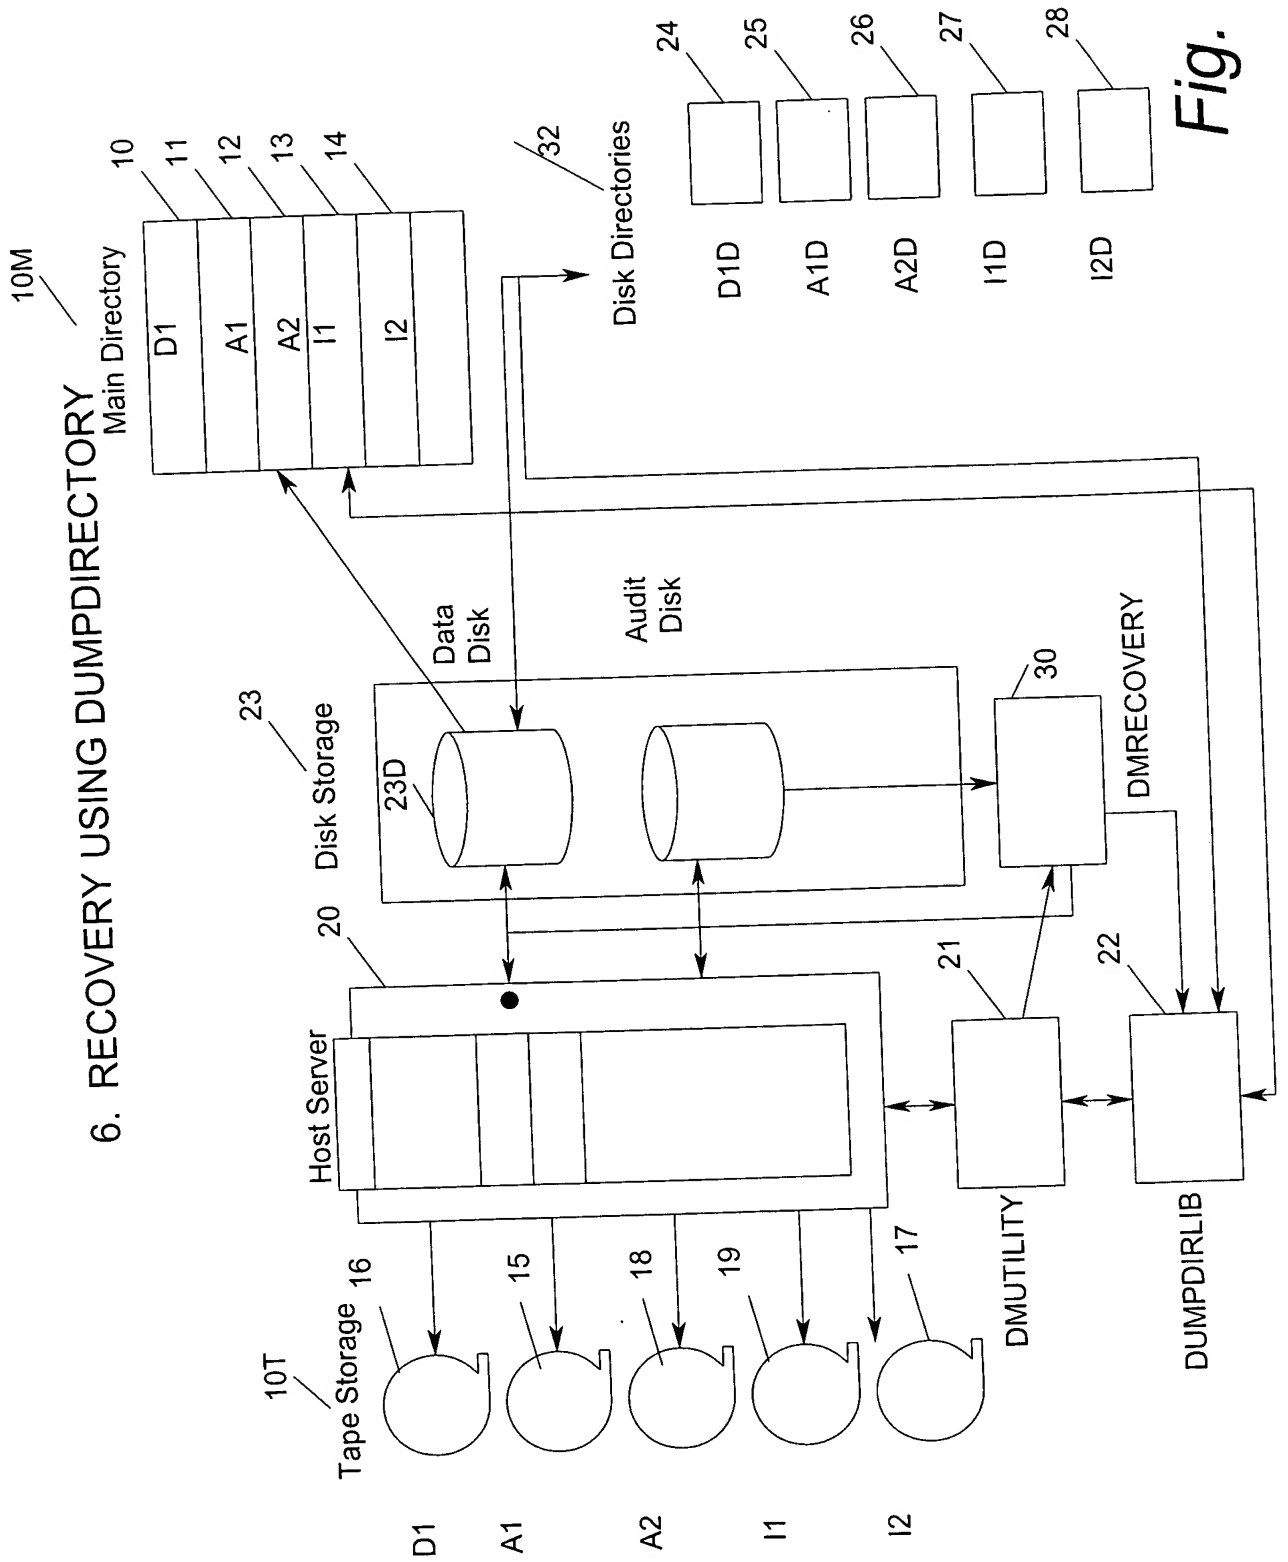 6. RECOVERY USING DUMPDIRECTORY
10T
Tape Storage
D1
16
A1
15
A2
18
I1
19
I2
17
Host Server
20
DMUTILITY
21
DUMPDIRLIB
22
23
Disk Storage
23D
Data
Disk
Audit
Disk
30
DMRECOVERY
10M
Main Directory
D1
10
A1
11
A2
12
I1
13
I2
14
32
Disk Directories
D1D
24
A1D
25
A2D
26
I1D
27
I2D
28
Fig.